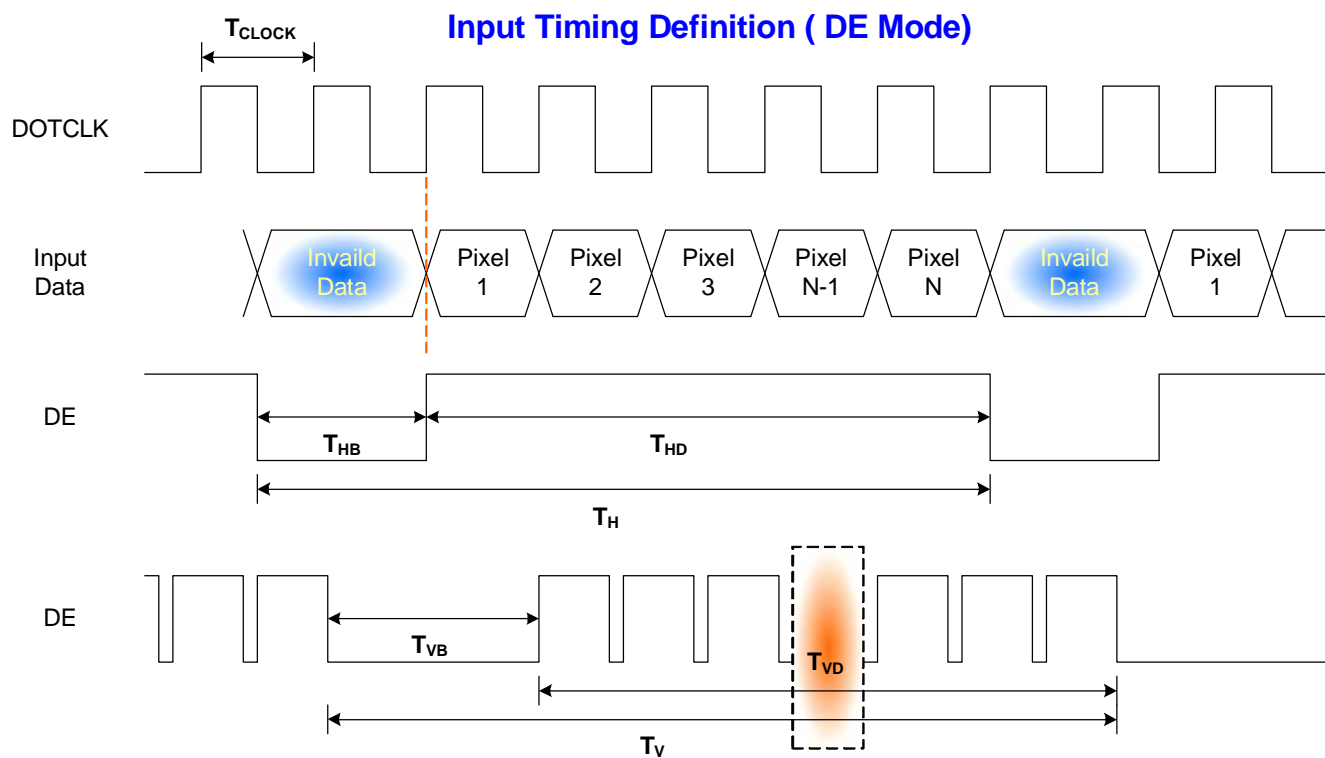 Input Timing Definition ( DE Mode)
TCLOCK
DOTCLK
Input
Data
Invaild
Data
Pixel
1
Pixel
2
Pixel
3
Pixel
N-1
Pixel
N
Invaild
Data
Pixel
1
DE
THB
THD
TH
DE
TVB
TVD
TV